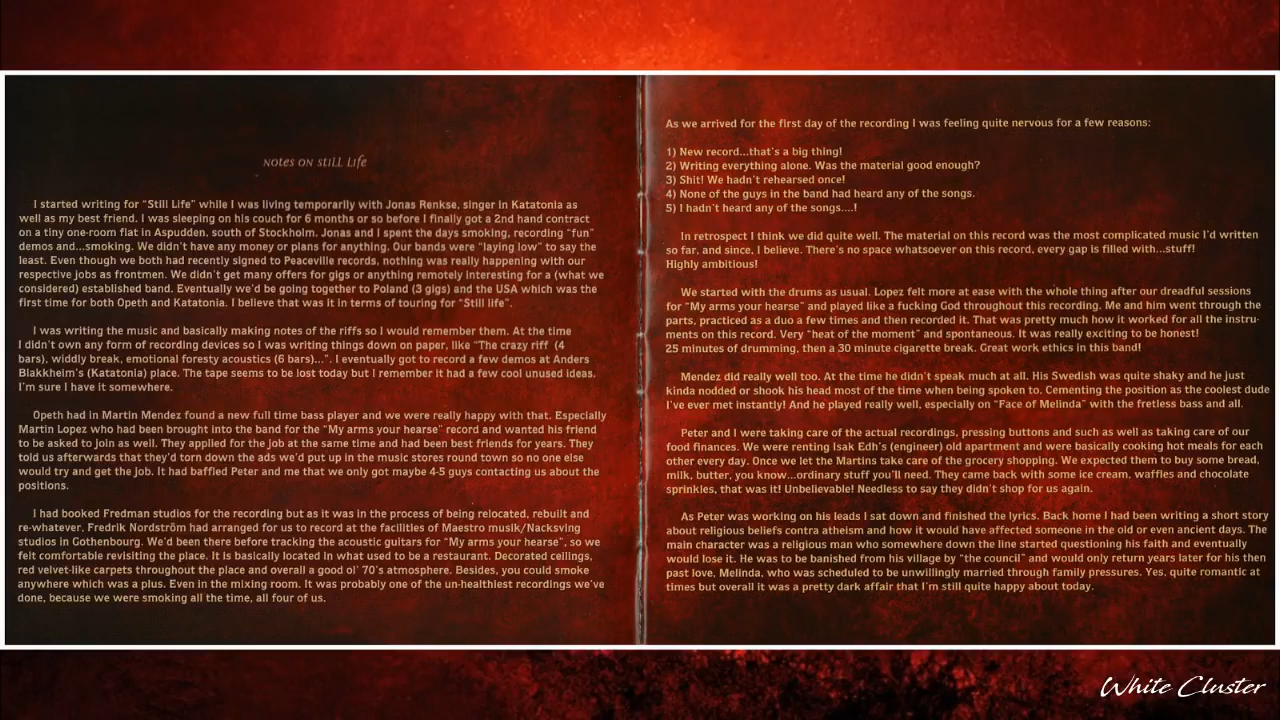 NOTES ON STILL LIFE
I started writing for "Still Life" while I was living temporarily with Jonas Renkse, singer in Katatonia as
well as my best friend. I was sleeping on his couch for 6 months or so before I finally got a 2nd hand contract
on a tiny one-room flat in Aspudden, south of Stockholm. Jonas and I spent the days smoking, recording "fun"
demos and...smoking. We didn't have any money or plans for anything. Our bands were "laying low" to say the
least. Even though we both had recently signed to Peaceville records, nothing was really happening with our
respective jobs as frontmen. We didn't get many offers for gigs or anything remotely interesting for a (what we
considered) established band. Eventually we'd be going together to Poland (3 gigs) and the USA which was the
first time for both Opeth and Katatonia. I believe that was it in terms of touring for "Still life".
I was writing the music and basically making notes of the riffs so I would remember them. At the time
I didn't own any form of recording devices so I was writing things down on paper, like "The crazy riff (4
bars), widdly break, emotional foresty acoustics (6 bars)...". I eventually got to record a few demos at Anders
Blakkheim's (Katatonia) place. The tape seems to be lost today but I remember it had a few cool unused ideas.
I'm sure I have it somewhere.
Opeth had in Martin Mendez found a new full time bass player and we were really happy with that. Especially
Martin Lopez who had been brought into the band for the "My arms your hearse" record and wanted his friend
to be asked to join as well. They applied for the job at the same time and had been best friends for years. They
told us afterwards that they'd torn down the ads we'd put up in the music stores round town so no one else
would try and get the job. It had baffled Peter and me that we only got maybe 4-5 guys contacting us about the
positions.
I had booked Fredman studios for the recording but as it was in the process of being relocated, rebuilt and
re-whatever, Fredrik Nordström had arranged for us to record at the facilities of Maestro musik/Nacksving
studios in Gothenbourg. We'd been there before tracking the acoustic guitars for "My arms your hearse", so we
felt comfortable revisiting the place. It is basically located in what used to be a restaurant. Decorated ceilings,
red velvet-like carpets throughout the place and overall a good ol' 70's atmosphere. Besides, you could smoke
anywhere which was a plus. Even in the mixing room. It was probably one of the un-healthiest recordings we've
done, because we were smoking all the time, all four of us.
As we arrived for the first day of the recording I was feeling quite nervous for a few reasons:
1) New record...that's a big thing!
2) Writing everything alone. Was the material good enough?
3) Shit! We hadn't rehearsed once!
4) None of the guys in the band had heard any of the songs.
5) I hadn't heard any of the songs....!
In retrospect I think we did quite well. The material on this record was the most complicated music I'd written
so far, and since, I believe. There's no space whatsoever on this record, every gap is filled with...stuff!
Highly ambitious!
We started with the drums as usual. Lopez felt more at ease with the whole thing after our dreadful sessions
for "My arms your hearse" and played like a fucking God throughout this recording. Me and him went through the
parts, practiced as a duo a few times and then recorded it. That was pretty much how it worked for all the instru-
ments on this record. Very "heat of the moment" and spontaneous. It was really exciting to be honest!
25 minutes of drumming, then a 30 minute cigarette break. Great work ethics in this band!
Mendez did really well too. At the time he didn't speak much at all. His Swedish was quite shaky and he just
kinda nodded or shook his head most of the time when being spoken to. Cementing the position as the coolest dude
I've ever met instantly! And he played really well, especially on "Face of Melinda" with the fretless bass and all.
Peter and I were taking care of the actual recordings, pressing buttons and such as well as taking care of our
food finances. We were renting Isak Edh's (engineer) old apartment and were basically cooking hot meals for each
other every day. Once we let the Martins take care of the grocery shopping. We expected them to buy some bread,
milk, butter, you know...ordinary stuff you'll need. They came back with some ice cream, waffles and chocolate
sprinkles, that was it! Unbelievable! Needless to say they didn't shop for us again.
As Peter was working on his leads I sat down and finished the lyrics. Back home I had been writing a short story
about religious beliefs contra atheism and how it would have affected someone in the old or even ancient days. The
main character was a religious man who somewhere down the line started questioning his faith and eventually
would lose it. He was to be banished from his village by "the council" and would only return years later for his then
past love, Melinda, who was scheduled to be unwillingly married through family pressures. Yes, quite romantic at
times but overall it was a pretty dark affair that I'm still quite happy about today.
White Cluster